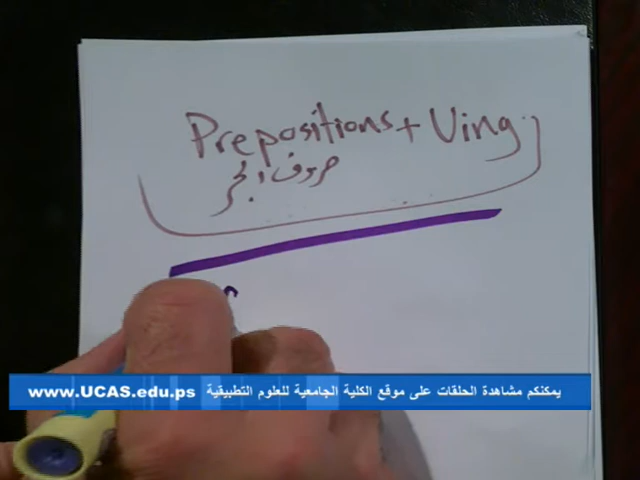 Prepositions + Ving
حروف الجر
www.UCAS.edu.ps يمكنكم مشاهدة الحلقات على موقع الكلية الجامعية للعلوم التطبيقية